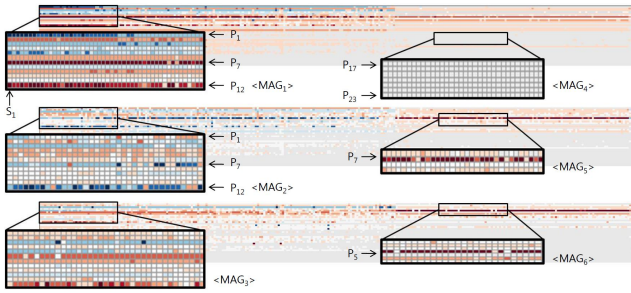 P1
P7
P12 <MAG1>
S1
P17
P23
<MAG4>
P1
P7
P12 <MAG2>
P7
<MAG5>
<MAG3>
P5
<MAG6>